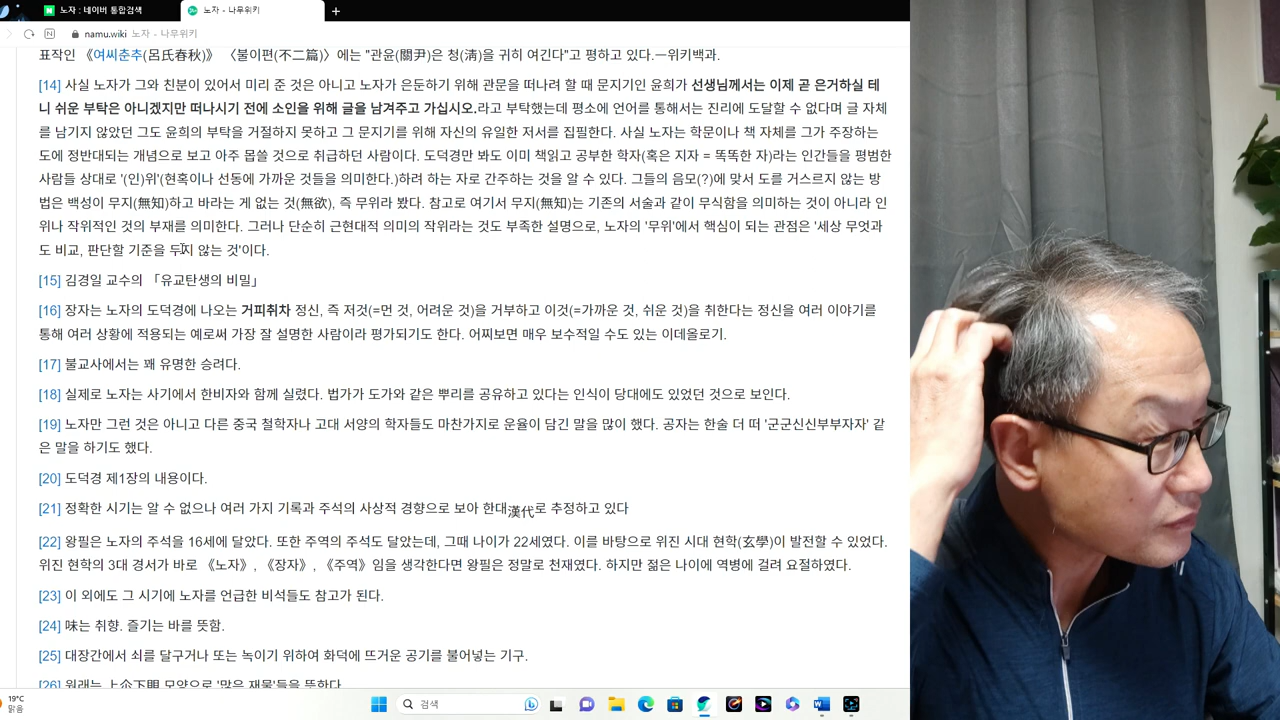 노자 : 네이버 통합검색
노자 - 나무위키
namu.wiki 노자 - 나무위키
표작인 《여씨춘추(呂氏春秋)》 〈불이편(不二篇)〉에는 "관윤(關尹)은 청(淸)을 귀히 여긴다"고 평하고 있다.—위키백과.
[14] 사실 노자가 그와 친분이 있어서 미리 준 것은 아니고 노자가 은둔하기 위해 관문을 떠나려 할 때 문지기인 윤희가 선생님께서는 이제 곧 은거하실 테
니 쉬운 부탁은 아니겠지만 떠나시기 전에 소인을 위해 글을 남겨주고 가십시오.라고 부탁했는데 평소에 언어를 통해서는 진리에 도달할 수 없다며 글 자체
를 남기지 않았던 그도 윤희의 부탁을 거절하지 못하고 그 문지기를 위해 자신의 유일한 저서를 집필한다. 사실 노자는 학문이나 책 자체를 그가 주장하는
도에 정반대되는 개념으로 보고 아주 몹쓸 것으로 취급하던 사람이다. 도덕경만 봐도 이미 책읽고 공부한 학자(혹은 지자 = 똑똑한 자)라는 인간들을 평범한
사람들 상대로 '(인)위'(현혹이나 선동에 가까운 것들을 의미한다.)하려 하는 자로 간주하는 것을 알 수 있다. 그들의 음모(?)에 맞서 도를 거스르지 않는 방
법은 백성이 무지(無知)하고 바라는 게 없는 것(無欲), 즉 무위라 봤다. 참고로 여기서 무지(無知)는 기존의 서술과 같이 무식함을 의미하는 것이 아니라 인
위나 작위적인 것의 부재를 의미한다. 그러나 단순히 근현대적 의미의 작위라는 것도 부족한 설명으로, 노자의 '무위'에서 핵심이 되는 관점은 '세상 무엇과
도 비교, 판단할 기준을 두지 않는 것'이다.
[15] 김경일 교수의 「유교탄생의 비밀」
[16] 장자는 노자의 도덕경에 나오는 거피취차 정신, 즉 저것(=먼 것, 어려운 것)을 거부하고 이것(=가까운 것, 쉬운 것)을 취한다는 정신을 여러 이야기를
통해 여러 상황에 적용되는 예로써 가장 잘 설명한 사람이라 평가되기도 한다. 어찌보면 매우 보수적일 수도 있는 이데올로기.
[17] 불교사에서는 꽤 유명한 승려다.
[18] 실제로 노자는 사기에서 한비자와 함께 실렸다. 법가가 도가와 같은 뿌리를 공유하고 있다는 인식이 당대에도 있었던 것으로 보인다.
[19] 노자만 그런 것은 아니고 다른 중국 철학자나 고대 서양의 학자들도 마찬가지로 운율이 담긴 말을 많이 했다. 공자는 한술 더 떠 '군군신신부부자자' 같
은 말을 하기도 했다.
[20] 도덕경 제1장의 내용이다.
[21] 정확한 시기는 알 수 없으나 여러 가지 기록과 주석의 사상적 경향으로 보아 한대漢代로 추정하고 있다
[22] 왕필은 노자의 주석을 16세에 달았다. 또한 주역의 주석도 달았는데, 그때 나이가 22세였다. 이를 바탕으로 위진 시대 현학(玄學)이 발전할 수 있었다.
위진 현학의 3대 경서가 바로 《노자》, 《장자》, 《주역》임을 생각한다면 왕필은 정말로 천재였다. 하지만 젊은 나이에 역병에 걸려 요절하였다.
[23] 이 외에도 그 시기에 노자를 언급한 비석들도 참고가 된다.
[24] 味는 취향. 즐기는 바를 뜻함.
[25] 대장간에서 쇠를 달구거나 또는 녹이기 위하여 화덕에 뜨거운 공기를 불어넣는 기구.
[26] 원래는 上亼下明 모양으로 '많은 재물'들을 뜻한다.
19°C
맑음
검색